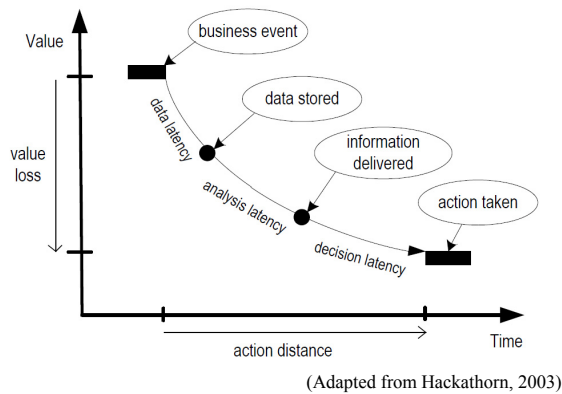 Value
business event
data stored
data latency
information
delivered
value
loss
analysis latency
action taken
decision latency
Time
action distance
(Adapted from Hackathorn, 2003)